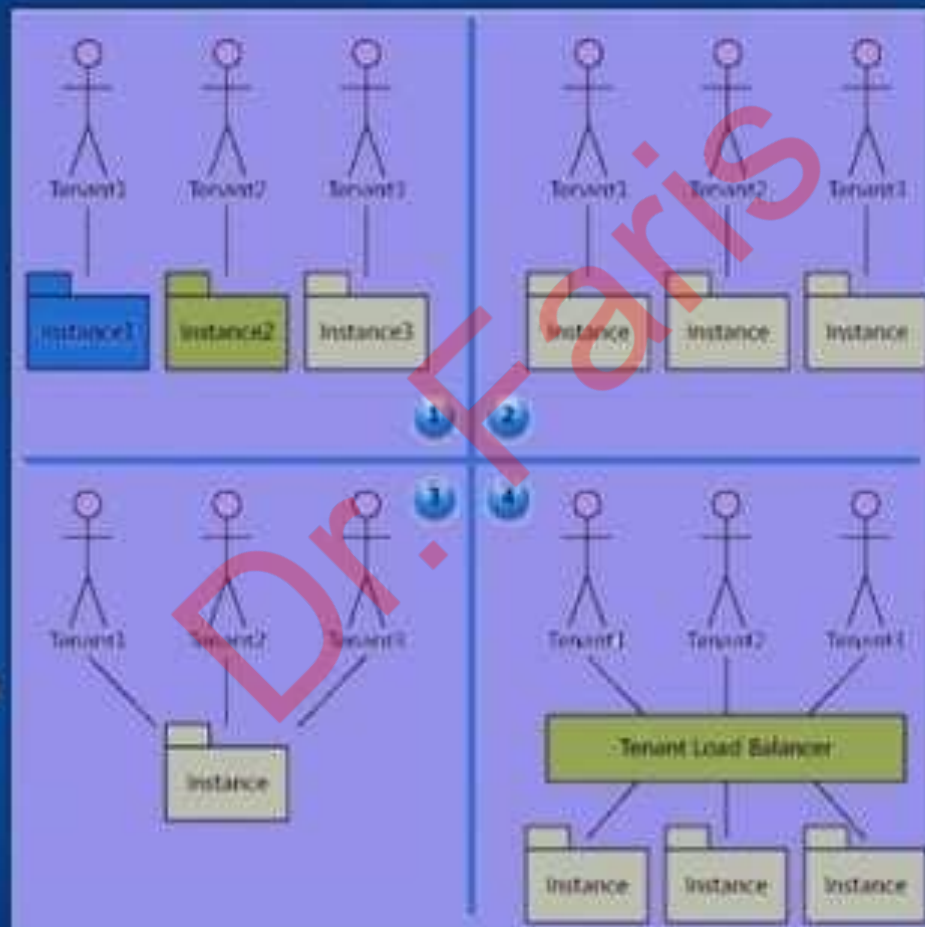 Tenant1 Tenant2 Tenant3
Instance1 Instance2 Instance3
Tenant1 Tenant2 Tenant3
Instance Instance Instance
1 2
3 4
Tenant1 Tenant2 Tenant3
Instance
Tenant1 Tenant2 Tenant3
Tenant Load Balancer
Instance Instance Instance
Dr. Faris